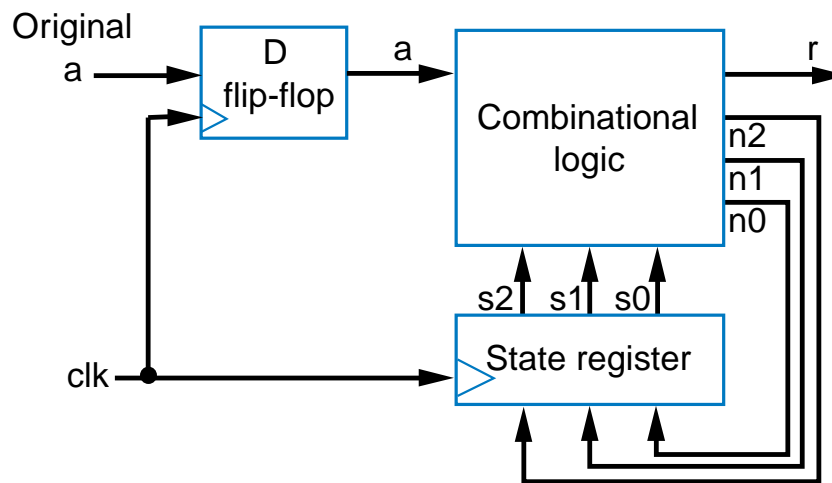 Original
a
D
flip-flop
a
Combinational
logic
r
n2
n1
n0
s2 s1 s0
State register
clk